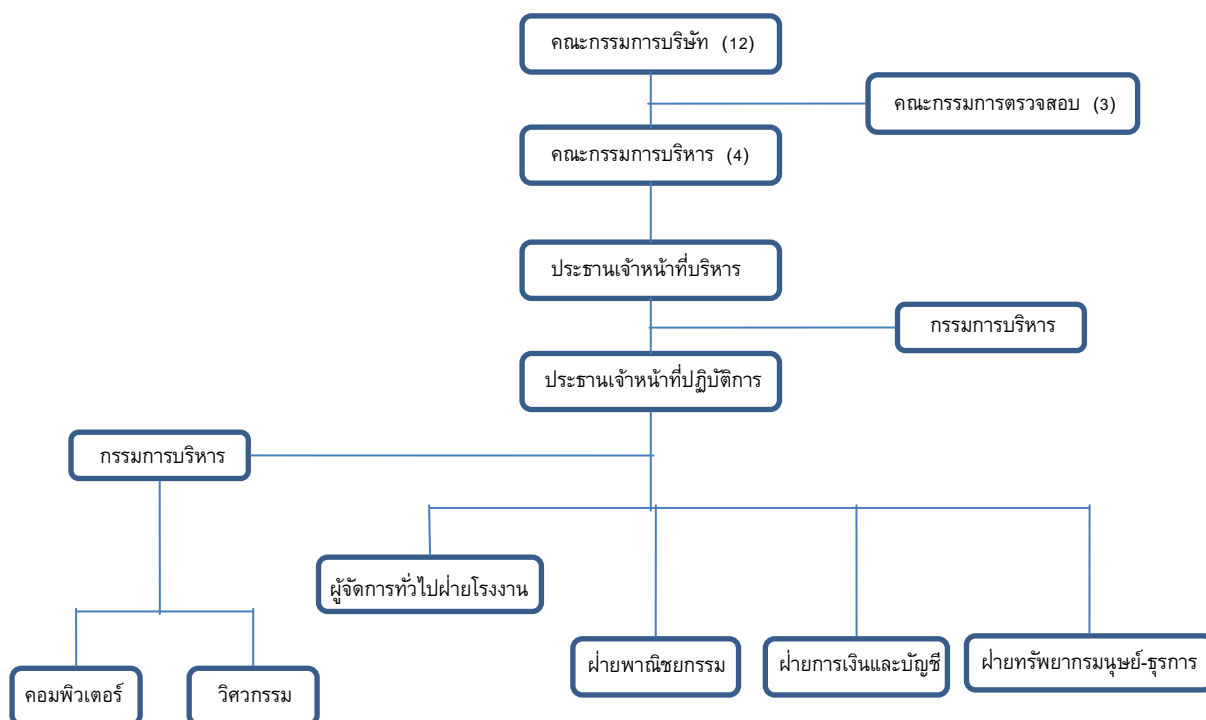 คณะกรรมการบริษัท (12)
คณะกรรมการตรวจสอบ (3)
คณะกรรมการบริหาร (4)
ประธานเจ้าหน้าที่บริหาร
กรรมการบริหาร
ประธานเจ้าหน้าที่ปฏิบัติการ
กรรมการบริหาร
ผู้จัดการทั่วไปฝ่ายโรงงาน
ฝ่ายพาณิชยกรรม
ฝ่ายการเงินและบัญชี
ฝ่ายทรัพยากรมนุษย์-ธุรการ
คอมพิวเตอร์
วิศวกรรม